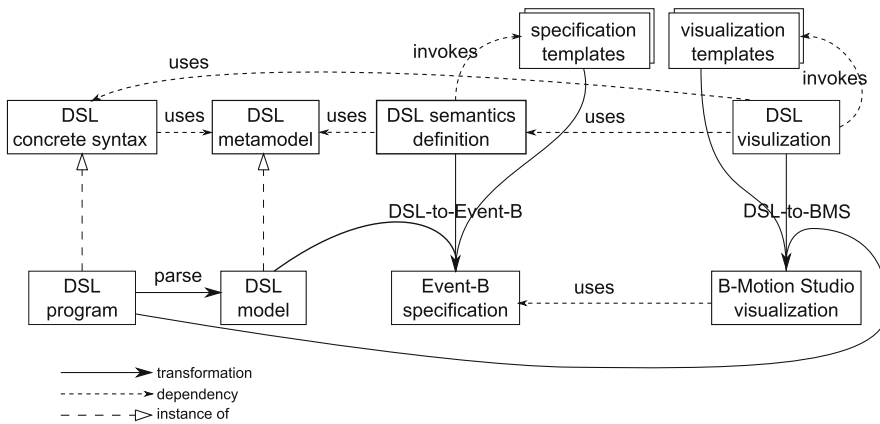 specification
templates
visualization
templates
invokes
invokes
uses
DSL
concrete syntax
uses
DSL
metamodel
uses
DSL semantics
definition
uses
DSL
visulization
DSL-to-Event-B
DSL-to-BMS
DSL
program
parse
DSL
model
Event-B
specification
uses
B-Motion Studio
visualization
transformation
dependency
instance of